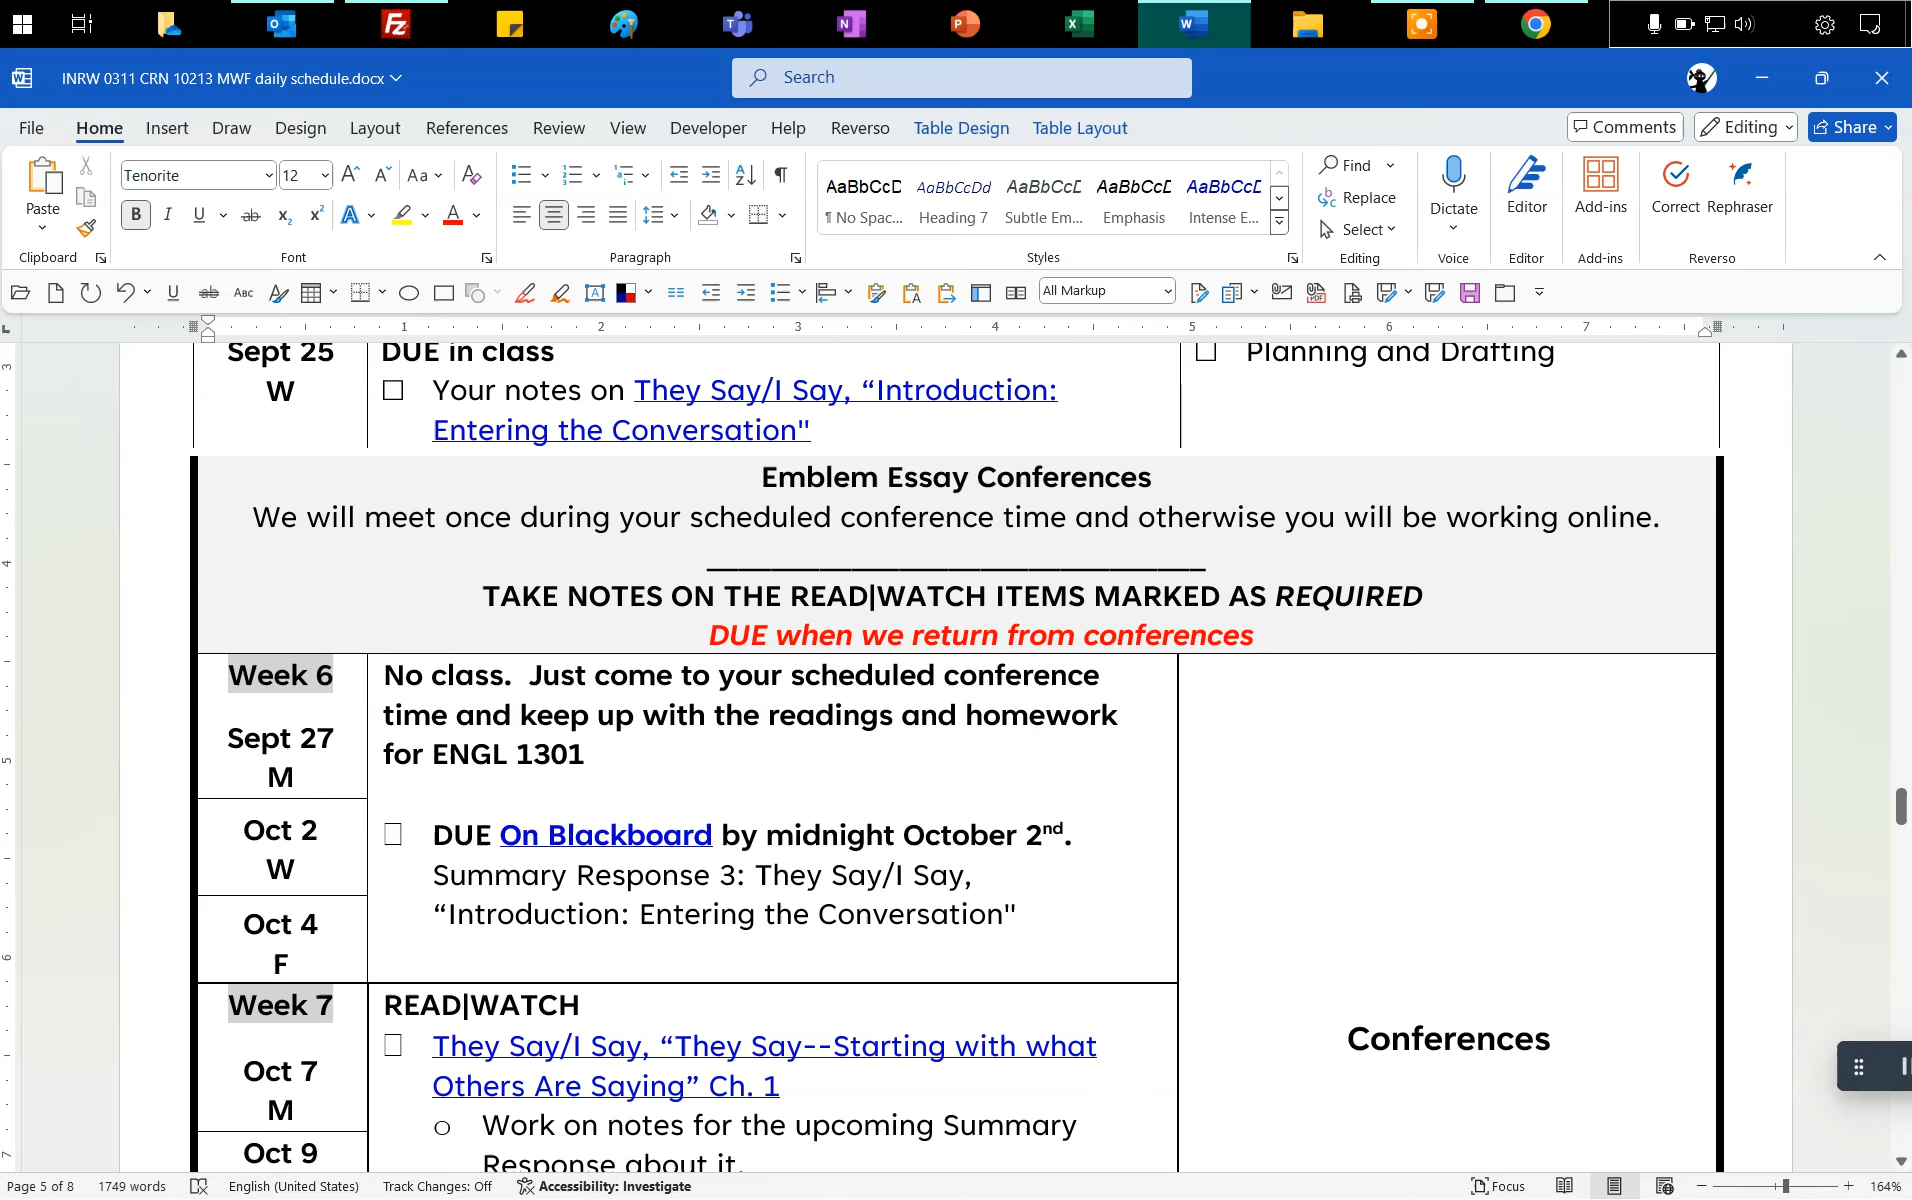 INRW 0311 CRN 10213 MWF daily schedule.docx
Search
File Home Insert Draw Design Layout References Review View Developer Help Reverso Table Design Table Layout
Comments Editing Share
Paste
Tenorite 12
AaBbCcD AaBbCcDd AaBbCcD AaBbCcD AaBbCcD
¶ No Spac... Heading 7 Subtle Em... Emphasis Intense E...
Find
Replace
Select
Dictate
Editor
Add-ins
Correct Rephraser
Clipboard Font Paragraph Styles Editing Voice Editor Add-ins Reverso
All Markup
1 2 3 4 5 6 7
Sept 25 DUE in class Planning and Drafting
W
Your notes on They Say/I Say, “Introduction:
Entering the Conversation"
Emblem Essay Conferences
We will meet once during your scheduled conference time and otherwise you will be working online.
TAKE NOTES ON THE READ|WATCH ITEMS MARKED AS REQUIRED
DUE when we return from conferences
Week 6
Sept 27
M
No class.  Just come to your scheduled conference
time and keep up with the readings and homework
for ENGL 1301
Oct 2
W
DUE On Blackboard by midnight October 2nd.
Summary Response 3: They Say/I Say,
“Introduction: Entering the Conversation"
Oct 4
F
Week 7
Oct 7
M
READ|WATCH
They Say/I Say, “They Say--Starting with what
Others Are Saying” Ch. 1
o Work on notes for the upcoming Summary
Response about it.
Oct 9
Conferences
Page 5 of 8 1749 words English (United States) Track Changes: Off Accessibility: Investigate Focus 164%